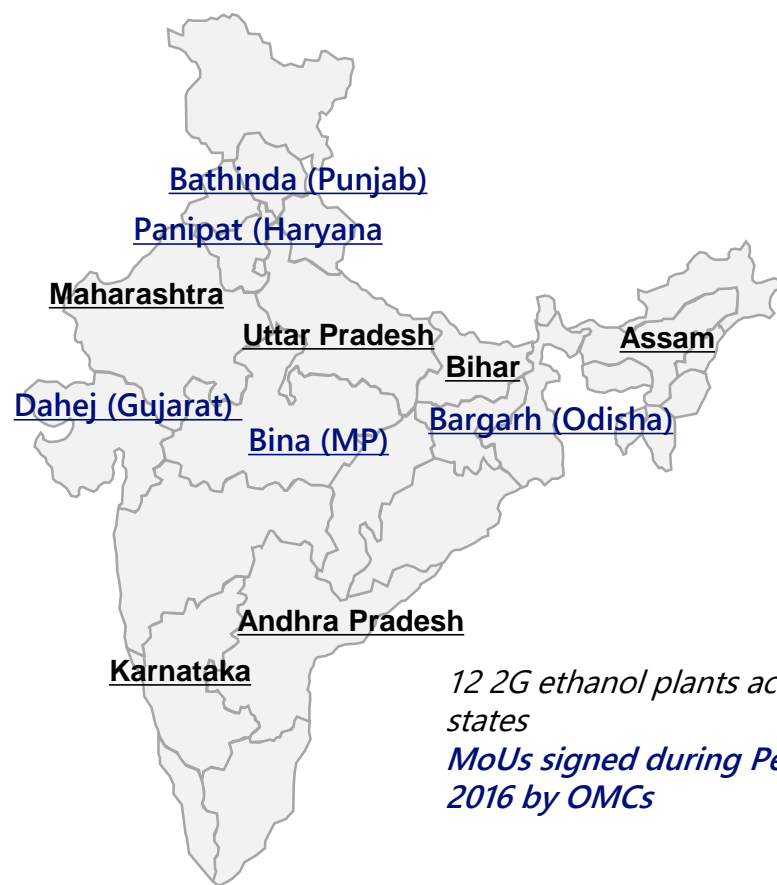 Bathinda (Punjab)
Panipat (Haryana
Maharashtra
Uttar Pradesh
Assam
Bihar
Dahej (Gujarat)
Bargarh (Odisha)
Bina (MP)
Andhra Pradesh
Karnataka
12 2G ethanol plants ac
states
MoUs signed during Pe
2016 by OMCs